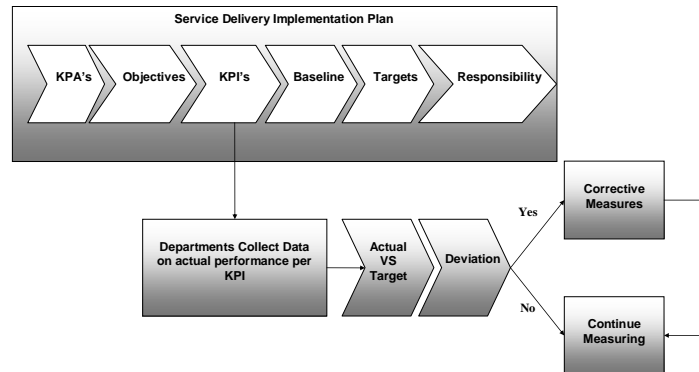 Service Delivery Implementation Plan
KPA's
Objectives
KPI's
Baseline
Targets
Responsibility
Departments Collect Data
on actual performance per
KPI
Actual
VS
Target
Deviation
Yes
Corrective
Measures
No
Continue
Measuring